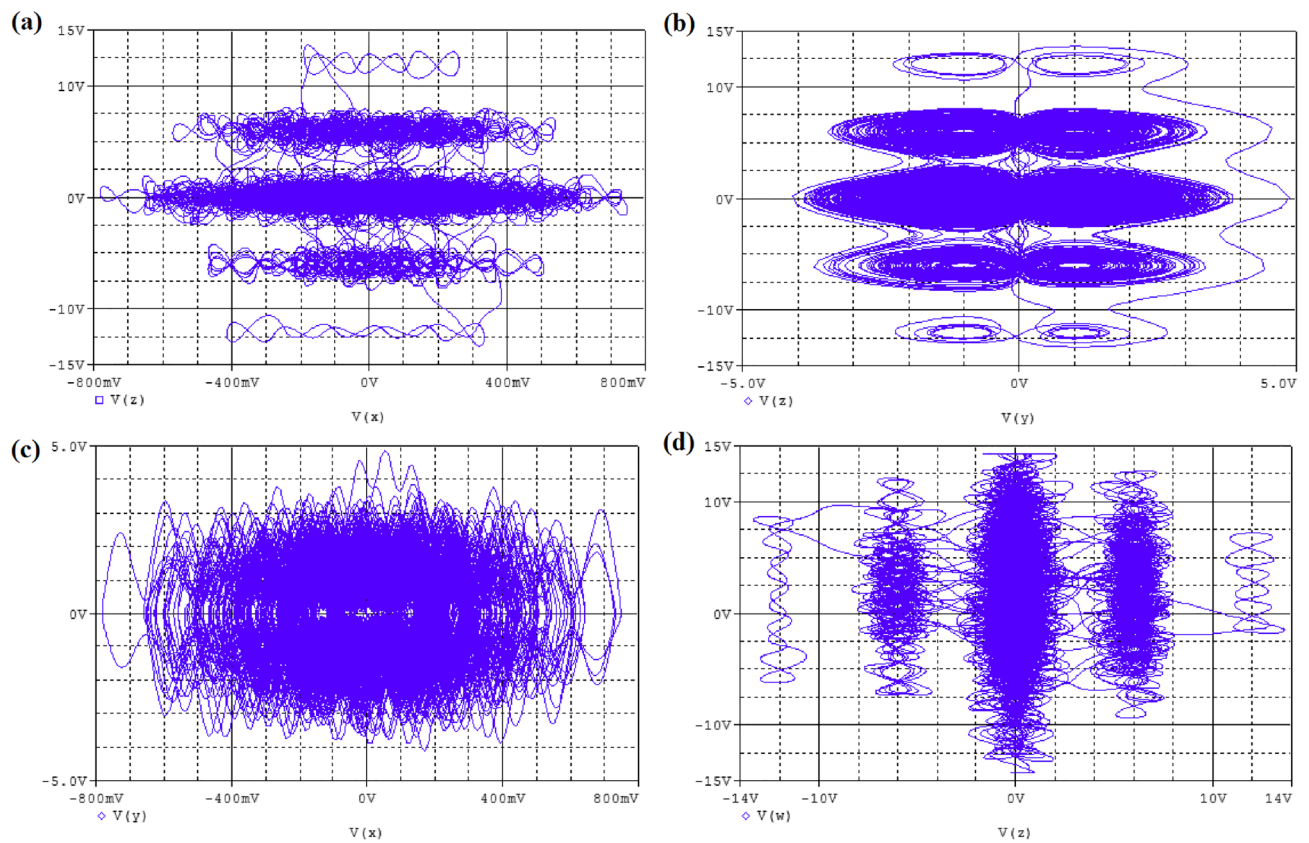 (a)
15V
10V
0V
-10V
-15V
-800mV -400mV 0V 400mV 800mV
V(z)
V(x)
(b)
15V
10V
0V
-10V
-15V
-5.0V 0V 5.0V
V(z)
V(y)
(c)
5.0V
0V
-5.0V
-800mV -400mV 0V 400mV 800mV
V(y)
V(x)
(d)
15V
10V
0V
-10V
-15V
-14V -10V 0V 10V 14V
V(w)
V(z)